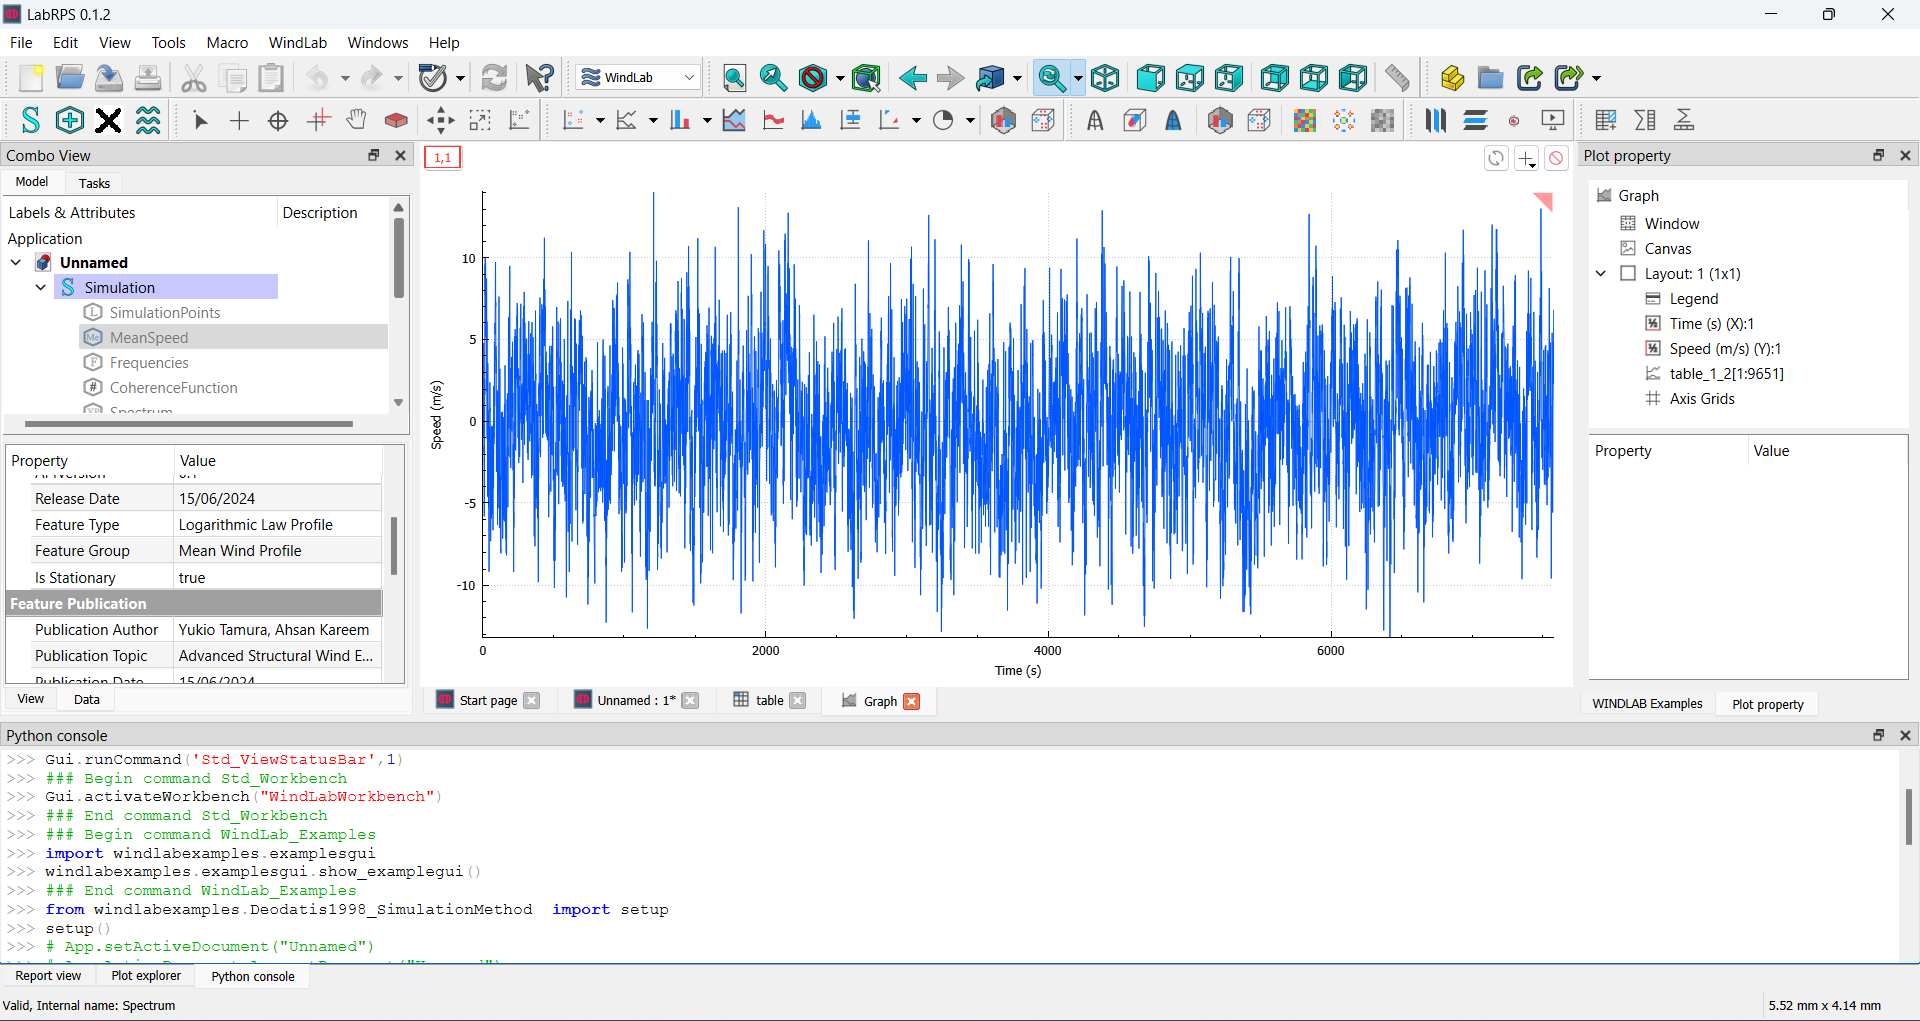 LabRPS 0.1.2
File Edit View Tools Macro WindLab Windows Help
WindLab
Combo View
Model Tasks
Labels & Attributes Description
Application
Unnamed
Simulation
SimulationPoints
MeanSpeed
Frequencies
CoherenceFunction
Spectrum
Property Value
Release Date 15/06/2024
Feature Type Logarithmic Law Profile
Feature Group Mean Wind Profile
Is Stationary true
Feature Publication
Publication Author Yukio Tamura, Ahsan Kareem
Publication Topic Advanced Structural Wind E...
Publication Date 15/06/2024
View Data
1,1
10
5
0
-5
-10
Speed (m/s)
0 2000 4000 6000
Time (s)
Start page Unnamed : 1* table Graph
Plot property
Graph
Window
Canvas
Layout: 1 (1x1)
Legend
Time (s) (X):1
Speed (m/s) (Y):1
table_1_2[1:9651]
Axis Grids
Property Value
WINDLAB Examples Plot property
Python console
>>> Gui.runCommand('Std_ViewStatusBar',1)
>>> ### Begin command Std_Workbench
>>> Gui.activateWorkbench("WindLabWorkbench")
>>> ### End command Std_Workbench
>>> ### Begin command WindLab_Examples
>>> import windlabexamples.examplesgui
>>> windlabexamples.examplesgui.show_examplegui()
>>> ### End command WindLab_Examples
>>> from windlabexamples.Deodatis1998_SimulationMethod  import setup
>>> setup()
>>> # App.setActiveDocument("Unnamed")
Report view Plot explorer Python console
Valid, Internal name: Spectrum
5.52 mm x 4.14 mm